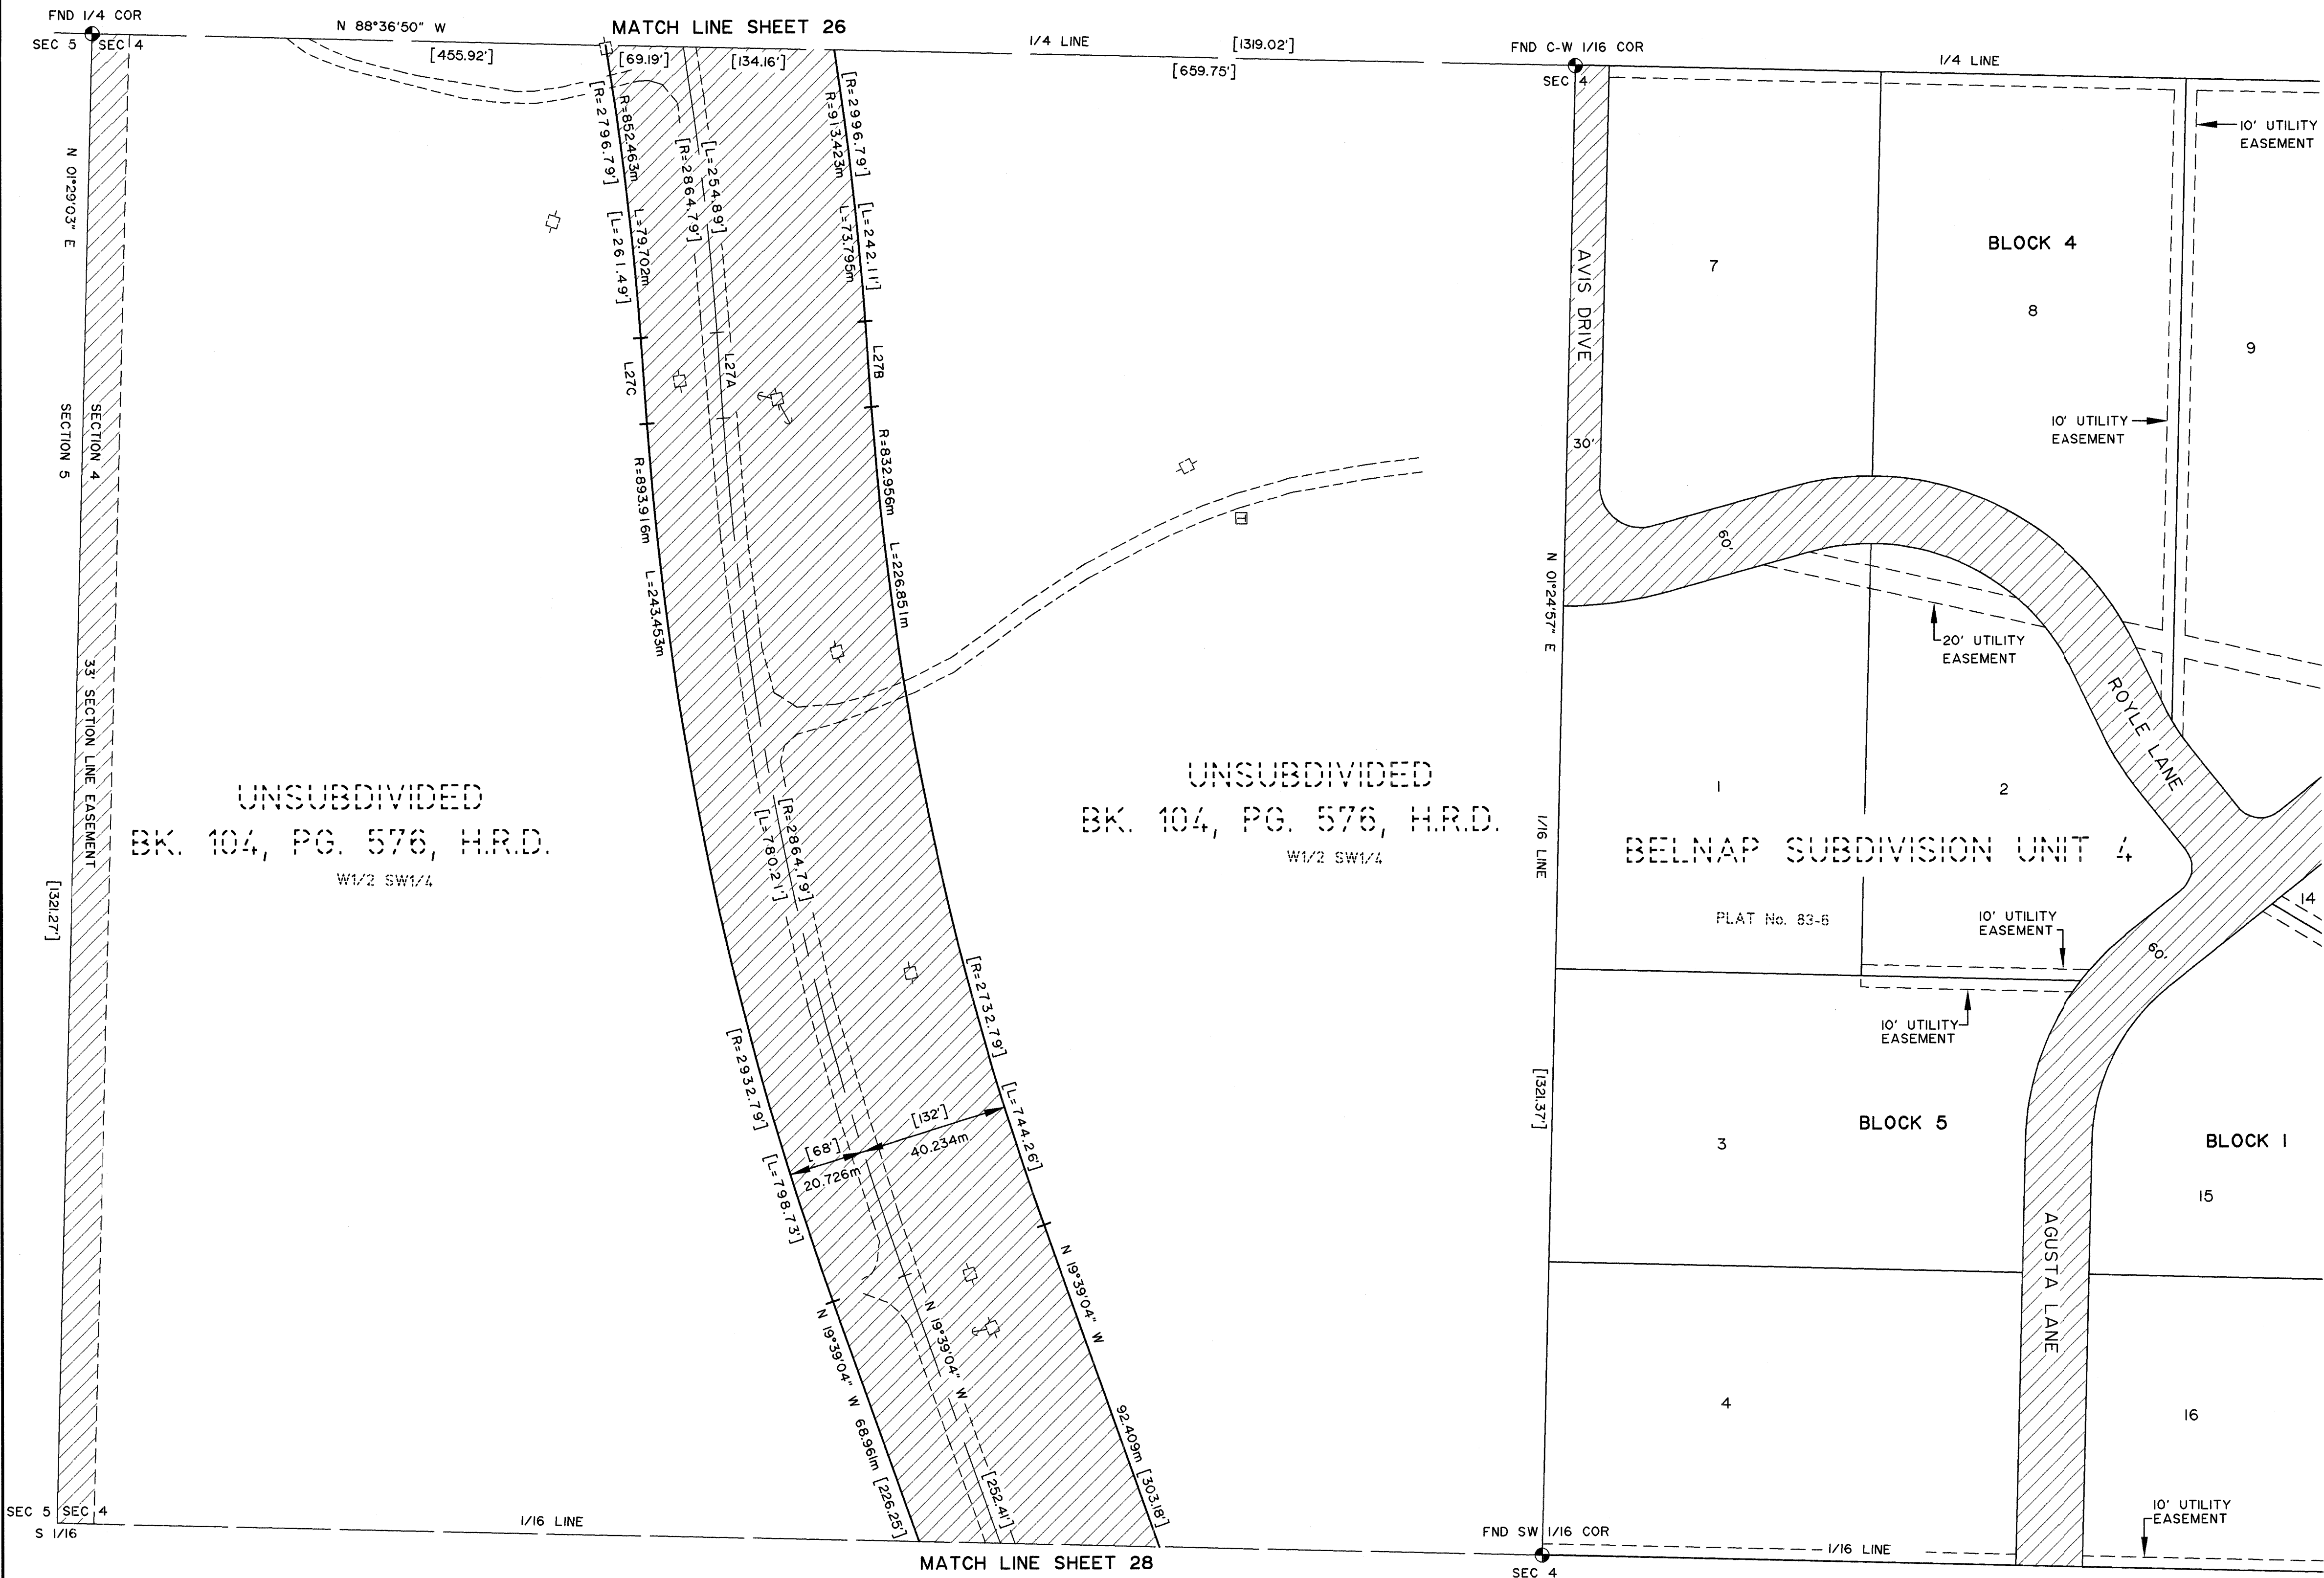 FND 1/4 COR
SEC 5
SEC 4
N 88°36'50" W
[455.92']
MATCH LINE SHEET 26
[69.19']
[134.16']
1/4 LINE
[1319.02']
[659.75']
FND C-W 1/16 COR
SEC 4
1/4 LINE
10' UTILITY
EASEMENT
N 01°29'03" E
SECTION 5
SECTION 4
33' SECTION LINE EASEMENT
[1321.27']
[R=2796.79']
R=852.463m
L=79.702m
[L=261.49']
[R=2864.79']
[L=254.89']
[R=2996.79']
R=913.423m
[L=242.11']
L=73.795m
L27C
L27A
L27B
R=893.916m
L=243.453m
R=832.956m
L=226.851m
AVIS DRIVE
30'
7
BLOCK 4
8
9
10' UTILITY
EASEMENT
60'
N 01°24'57" E
20' UTILITY
EASEMENT
ROYLE LANE
UNSUBDIVIDED
BK. 104, PG. 576, H.R.D.
W1/2 SW1/4
[L=780.21']
[R=2864.79']
UNSUBDIVIDED
BK. 104, PG. 576, H.R.D.
W1/2 SW1/4
1/16 LINE
1
2
BELNAP SUBDIVISION UNIT 4
PLAT No. 83-6
10' UTILITY
EASEMENT
14
60'
10' UTILITY
EASEMENT
[R=2932.79']
[L=798.73']
[R=2732.79']
[L=744.26']
[68']
20.726m
[132']
40.234m
[1321.37']
3
BLOCK 5
BLOCK 1
15
AGUSTA LANE
N 19°39'04" W
68.961m [226.25']
N 19°39'04" W
[252.41']
N 19°39'04" W
92.409m [303.18']
4
16
10' UTILITY
EASEMENT
SEC 5
SEC 4
S 1/16
1/16 LINE
MATCH LINE SHEET 28
FND SW 1/16 COR
SEC 4
1/16 LINE